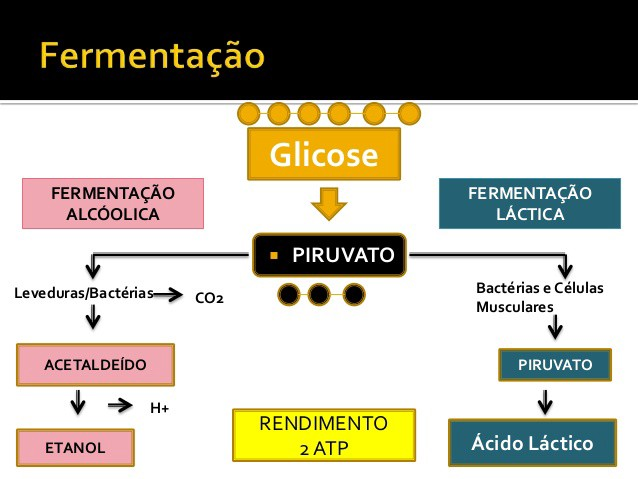 Fermentação
Glicose
FERMENTAÇÃO
ALCÓOLICA
FERMENTAÇÃO
LÁCTICA
PIRUVATO
Leveduras/Bactérias
CO2
Bactérias e Células
Musculares
ACETALDEÍDO
PIRUVATO
H+
RENDIMENTO
2 ATP
ETANOL
Ácido Láctico